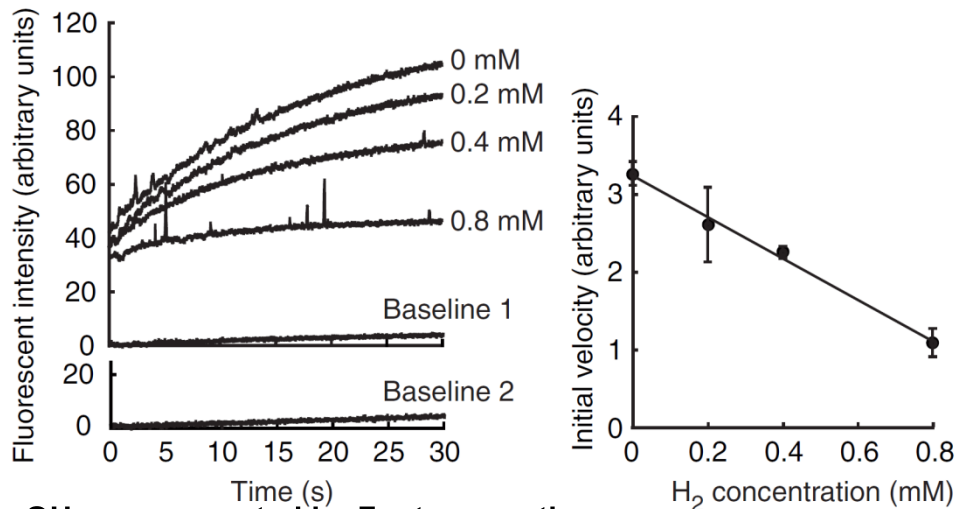 120
100
80
60
40
20
0
20
0
Fluorescent intensity (arbitrary units)
0 mM
0.2 mM
0.4 mM
0.8 mM
Baseline 1
Baseline 2
0 5 10 15 20 25 30
Time (s)
4
3
2
1
0
Initial velocity (arbitrary units)
0 0.2 0.4 0.6 0.8
H₂ concentration (mM)